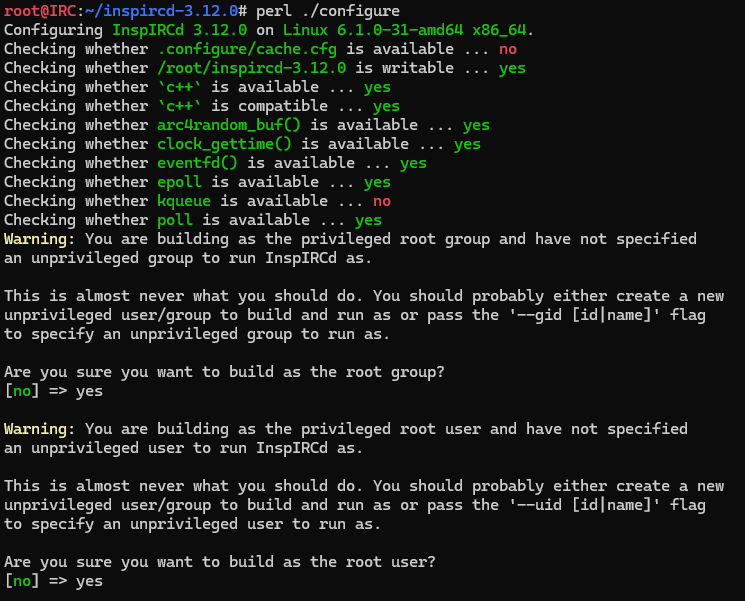 root@IRC:~/inspircd-3.12.0# perl ./configure
Configuring InspIRCd 3.12.0 on Linux 6.1.0-31-amd64 x86_64.
Checking whether .configure/cache.cfg is available ... no
Checking whether /root/inspircd-3.12.0 is writable ... yes
Checking whether `c++` is available ... yes
Checking whether `c++` is compatible ... yes
Checking whether arc4random_buf() is available ... yes
Checking whether clock_gettime() is available ... yes
Checking whether eventfd() is available ... yes
Checking whether epoll is available ... yes
Checking whether kqueue is available ... no
Checking whether poll is available ... yes
Warning: You are building as the privileged root group and have not specified
an unprivileged group to run InspIRCd as.

This is almost never what you should do. You should probably either create a new
unprivileged user/group to build and run as or pass the '--gid [id|name]' flag
to specify an unprivileged group to run as.

Are you sure you want to build as the root group?
[no] => yes

Warning: You are building as the privileged root user and have not specified
an unprivileged user to run InspIRCd as.

This is almost never what you should do. You should probably either create a new
unprivileged user/group to build and run as or pass the '--uid [id|name]' flag
to specify an unprivileged user to run as.

Are you sure you want to build as the root user?
[no] => yes